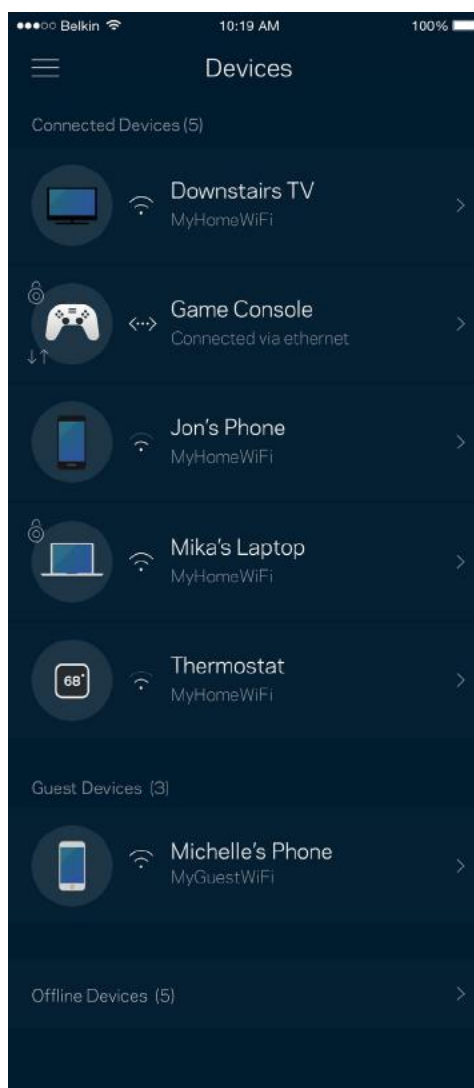 Belkin 10:19 AM 100%
Devices
Connected Devices (5)
Downstairs TV
MyHomeWiFi
Game Console
Connected via ethernet
Jon's Phone
MyHomeWiFi
Mika's Laptop
MyHomeWiFi
68°
Thermostat
MyHomeWiFi
Guest Devices (3)
Michelle's Phone
MyGuestWiFi
Offline Devices (5)